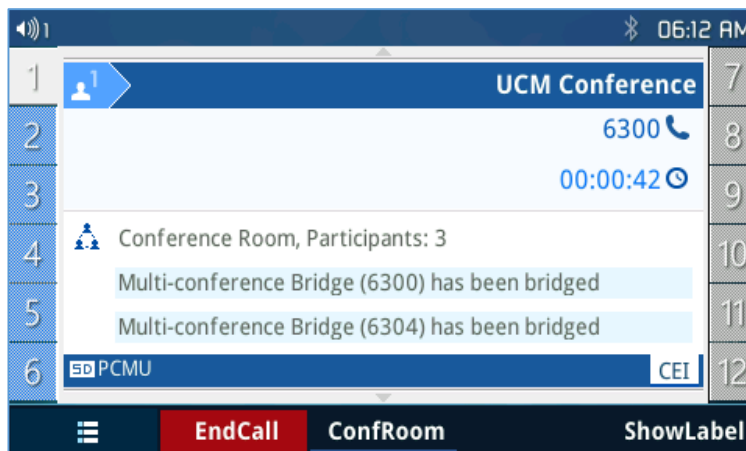 1 06:12 AM
1 1 UCM Conference 7
2 6300 8
3 00:00:42 9
4 Conference Room, Participants: 3 10
Multi-conference Bridge (6300) has been bridged
5 Multi-conference Bridge (6304) has been bridged 11
6 SD PCMU CEI 12
EndCall ConfRoom ShowLabel